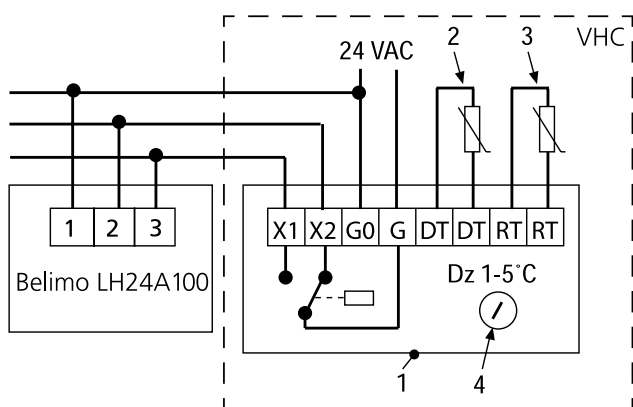 2 3 VHC
24 VAC
1 2 3
X1 X2 G0 G DT DT RT RT
Belimo LH24A100
Dz 1-5°C
1 4